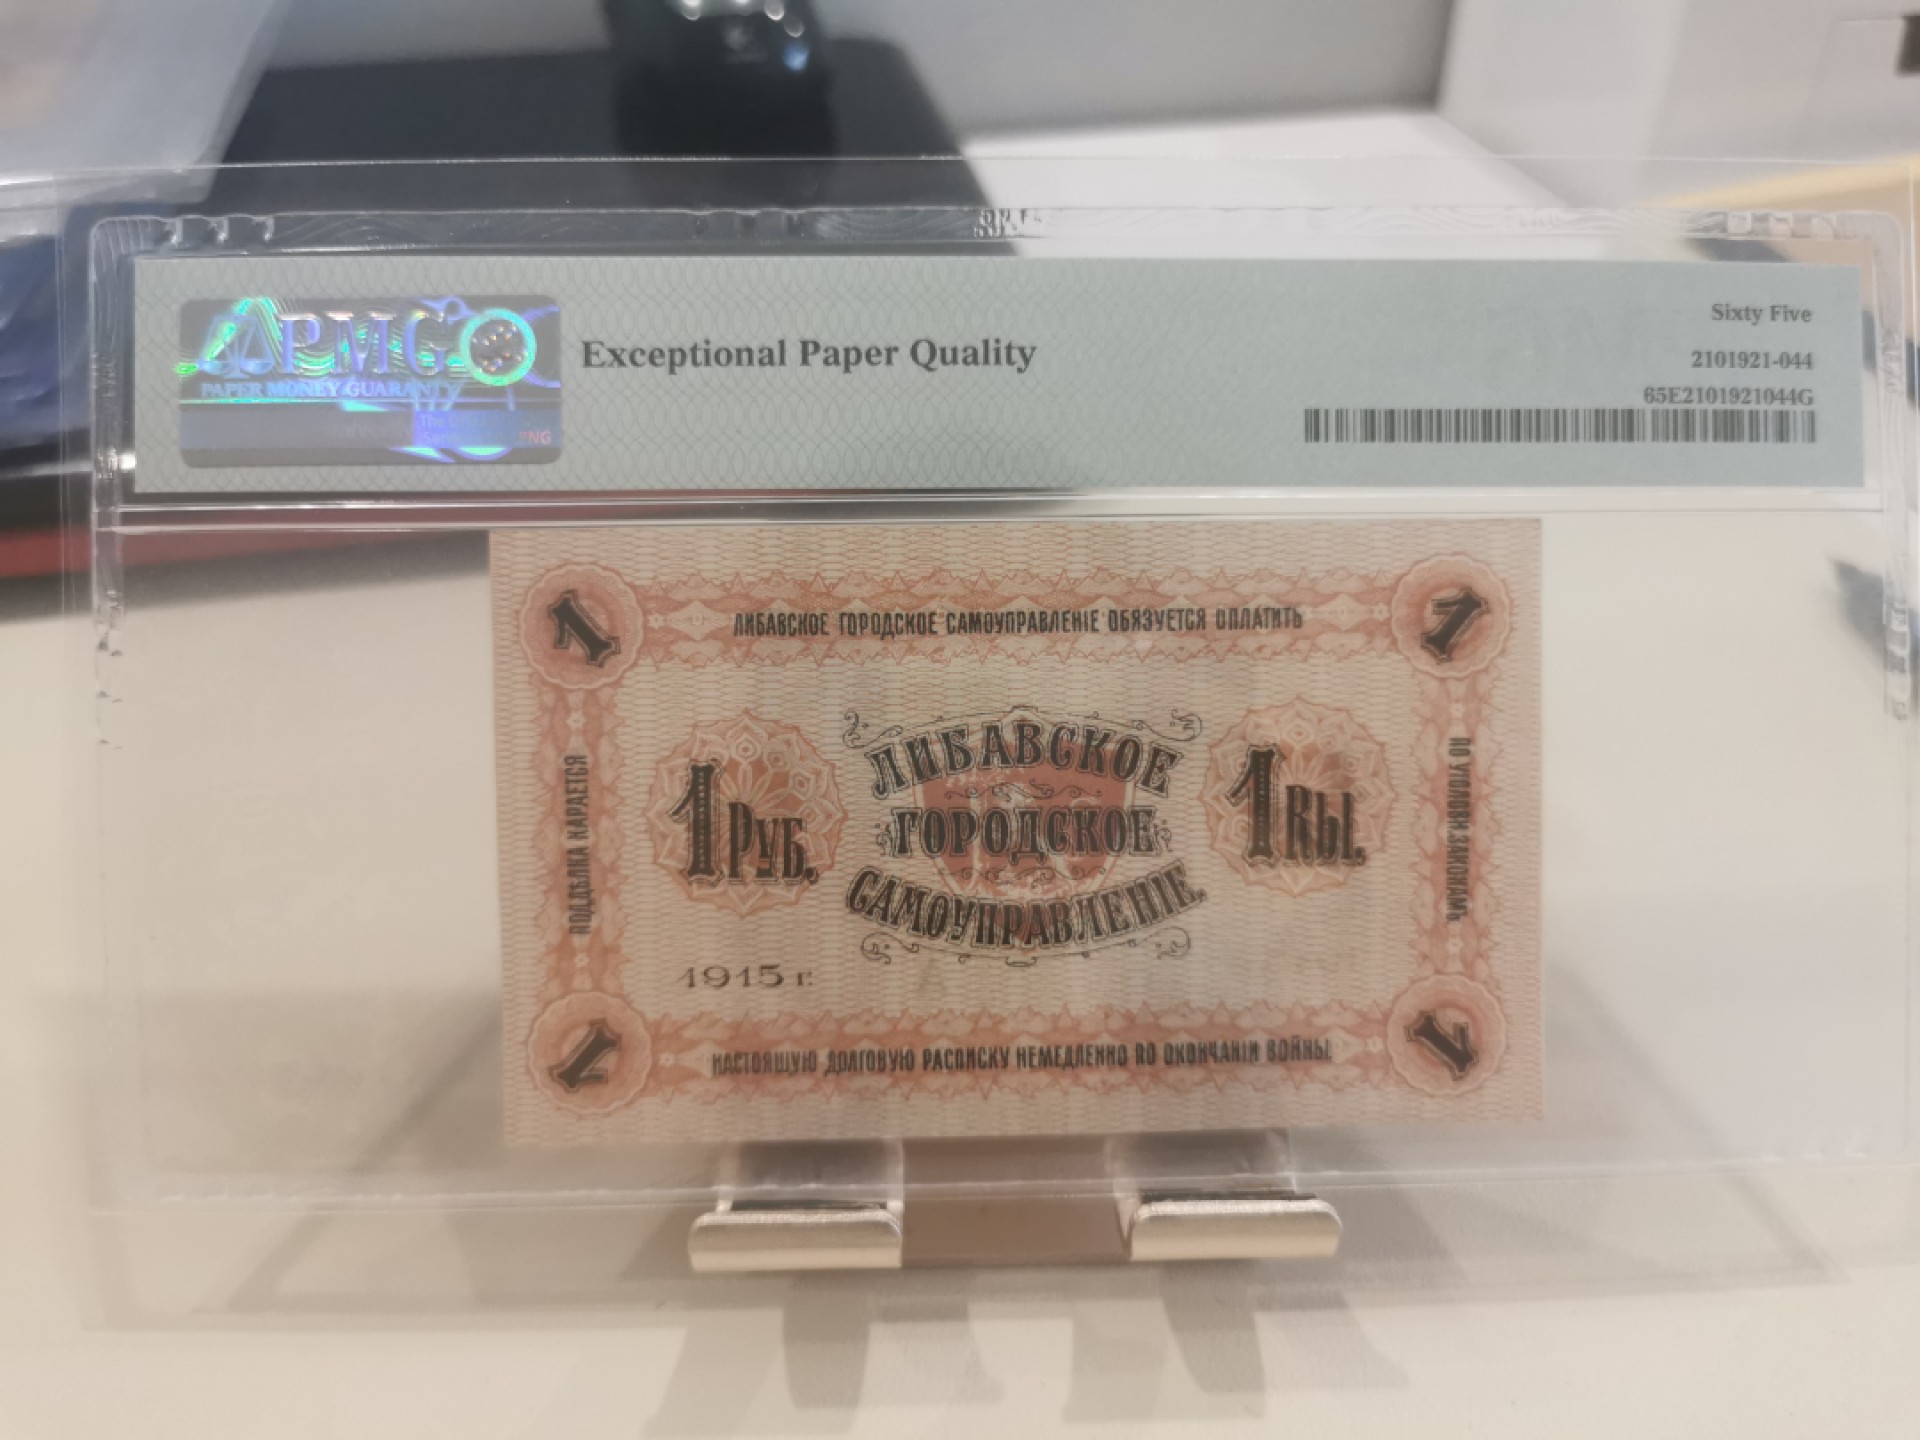 PMG
PAPER MONEY GUARANTY
Exceptional Paper Quality
Sixty Five
2101921-044
65E2101921044G
1
ЛИБАВСКОЕ ГОРОДСКОЕ САМОУПРАВЛЕНІЕ ОБЯЗУЕТСЯ ОПЛАТИТЬ
1
ПОДДѢЛКА КАРАЕТСЯ
1 РУБ.
ЛИБАВСКОЕ
ГОРОДСКОЕ
САМОУПРАВЛЕНІЕ.
1 RЫ.
ПО УГОЛОВН. ЗАКОНАМЪ.
1915 г.
1
НАСТОЯЩУЮ ДОЛГОВУЮ РАСПИСКУ НЕМЕДЛЕННО ПО ОКОНЧАНІИ ВОЙНЫ
1